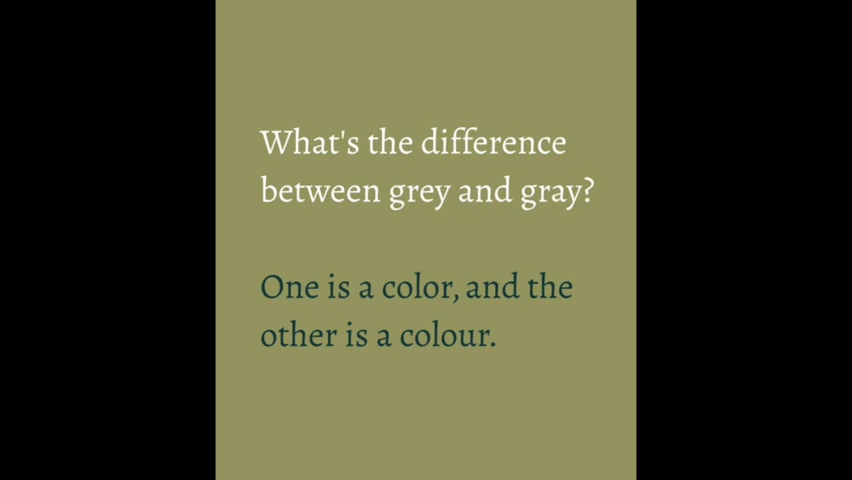 What's the difference
between grey and gray?
One is a color, and the
other is a colour.